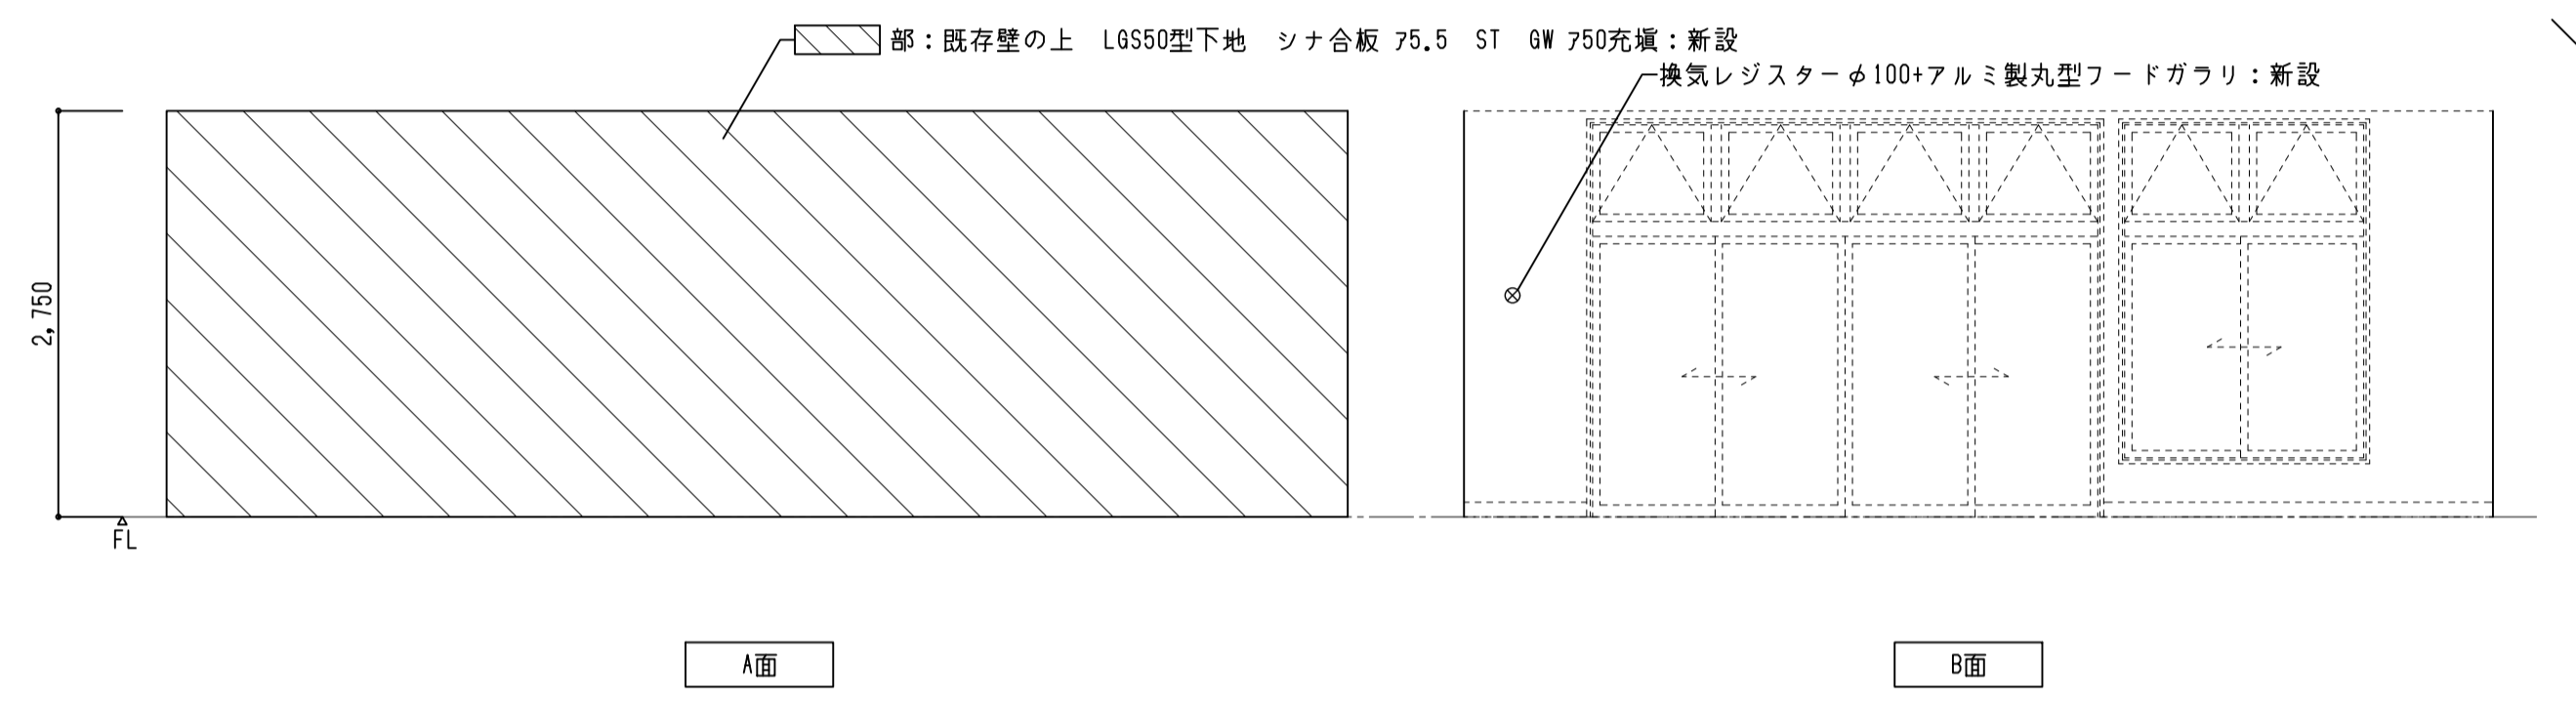 部：既存壁の上　LGS50型下地　シナ合板 ｱ5.5　ST　GW ｱ50充塡：新設
換気レジスターφ100+アルミ製丸型フードガラリ：新設
2,750
FL
A面
B面